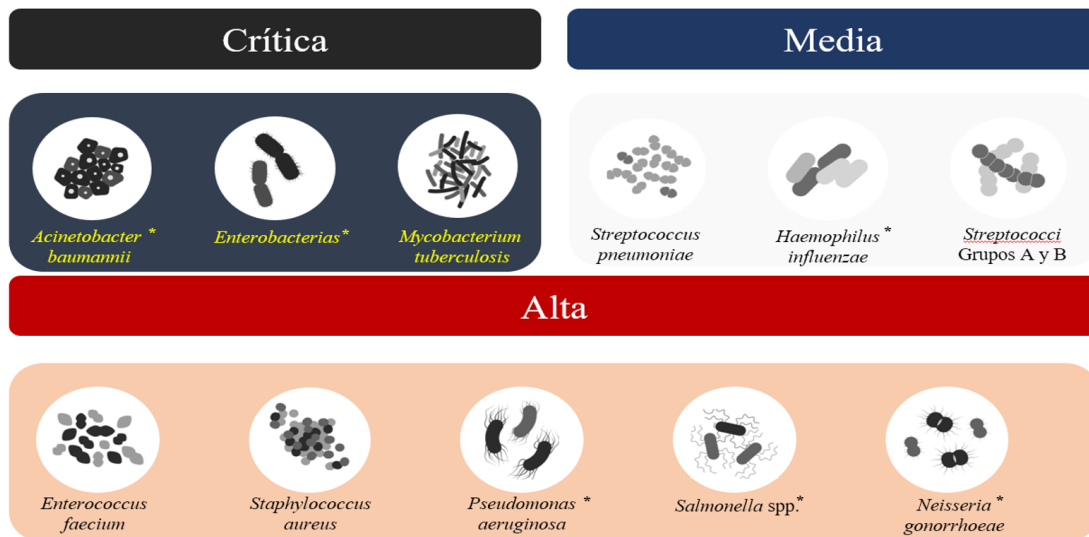 Crítica
Media
Acinetobacter *
baumannii
Enterobacterias*
Mycobacterium
tuberculosis
Streptococcus
pneumoniae
Haemophilus *
influenzae
Streptococci
Grupos A y B
Alta
Enterococcus
faecium
Staphylococcus
aureus
Pseudomonas *
aeruginosa
Salmonella spp.*
Neisseria *
gonorrhoeae